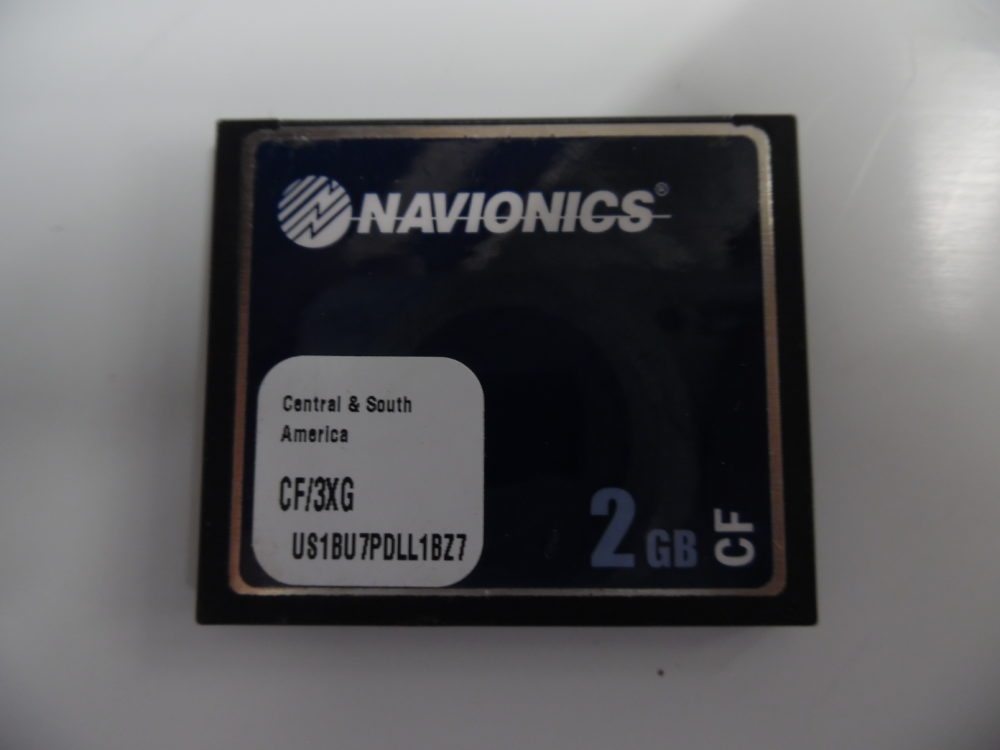 NAVIONICS®
Central & South
America
CF/3XG
US1BU7PDLL1BZ7
2 GB CF